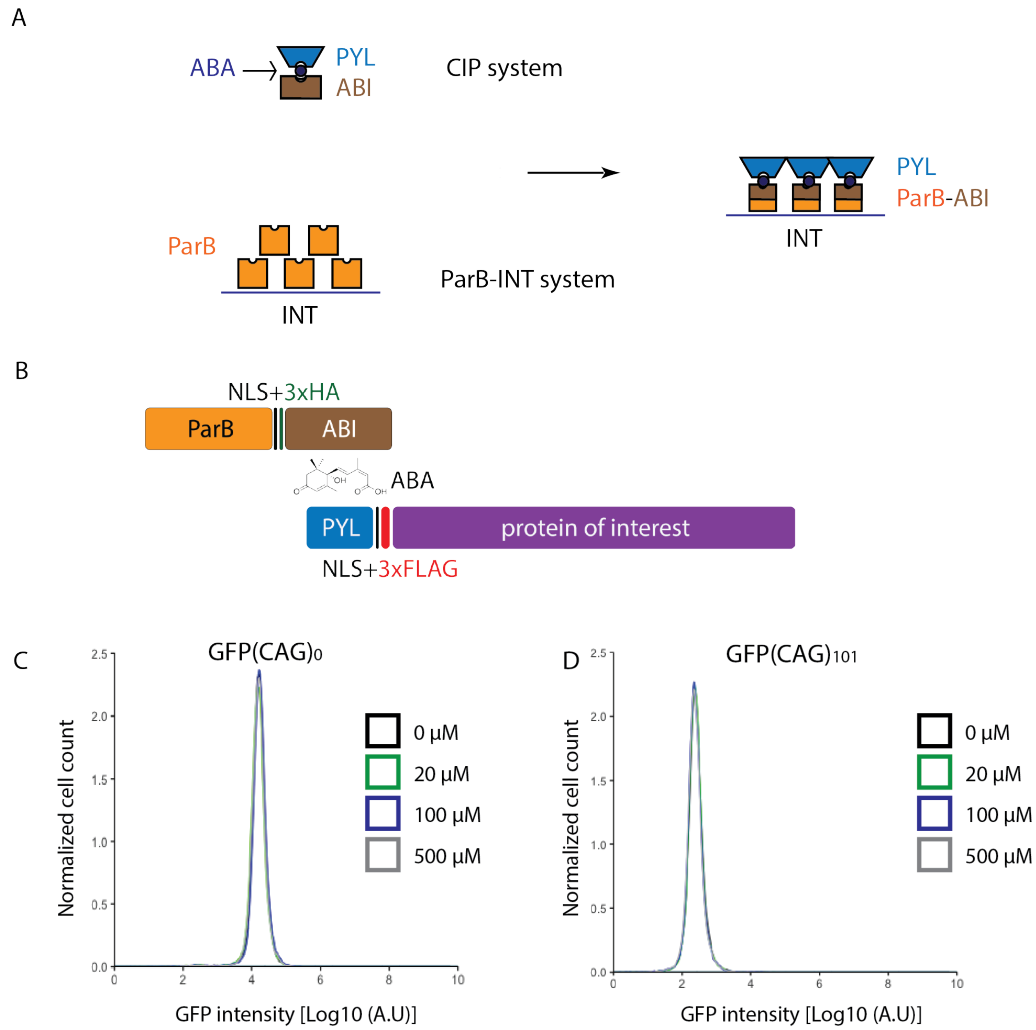 A
ABA
PYL
ABI
CIP system
PYL
ParB-ABI
INT
ParB
ParB-INT system
INT
B
NLS+3xHA
ParB
ABI
O
OH
O
OH
ABA
PYL
protein of interest
NLS+3xFLAG
C
GFP(CAG)0
Normalized cell count
2.5
2.0
1.5
1.0
0.5
0.0
0 2 4 6 8 10
GFP intensity [Log10 (A.U)]
0 µM
20 µM
100 µM
500 µM
D
GFP(CAG)101
Normalized cell count
2.5
2.0
1.5
1.0
0.5
0.0
0 2 4 6 8 10
GFP intensity [Log10 (A.U)]
0 µM
20 µM
100 µM
500 µM